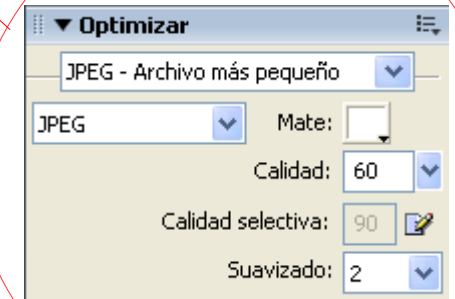 Optimizar
JPEG - Archivo más pequeño
JPEG Mate:
Calidad: 60
Calidad selectiva: 90
Suavizado: 2